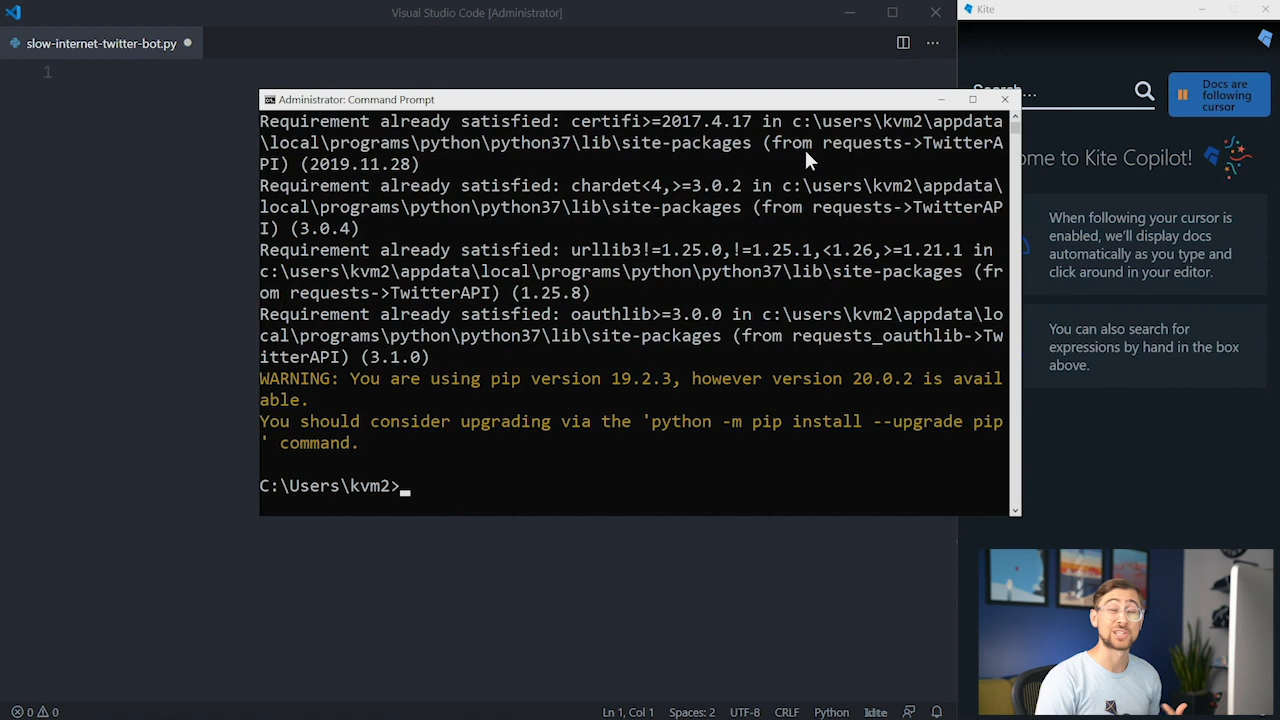 Visual Studio Code [Administrator]
Kite
slow-internet-twitter-bot.py
1
Docs are
following
cursor
Administrator: Command Prompt
Requirement already satisfied: certifi>=2017.4.17 in c:\users\kvm2\appdata
\local\programs\python\python37\lib\site-packages (from requests->TwitterA
PI) (2019.11.28)
Requirement already satisfied: chardet<4,>=3.0.2 in c:\users\kvm2\appdata\
local\programs\python\python37\lib\site-packages (from requests->TwitterAP
I) (3.0.4)
Requirement already satisfied: urllib3!=1.25.0,!=1.25.1,<1.26,>=1.21.1 in
c:\users\kvm2\appdata\local\programs\python\python37\lib\site-packages (fr
om requests->TwitterAPI) (1.25.8)
Requirement already satisfied: oauthlib>=3.0.0 in c:\users\kvm2\appdata\lo
cal\programs\python\python37\lib\site-packages (from requests_oauthlib->Tw
itterAPI) (3.1.0)
WARNING: You are using pip version 19.2.3, however version 20.0.2 is avail
able.
You should consider upgrading via the 'python -m pip install --upgrade pip
' command.
C:\Users\kvm2>
ome to Kite Copilot!
When following your cursor is
enabled, we'll display docs
automatically as you type and
click around in your editor.
You can also search for
expressions by hand in the box
above.
0 0
Ln 1, Col 1 Spaces: 2 UTF-8 CRLF Python kite